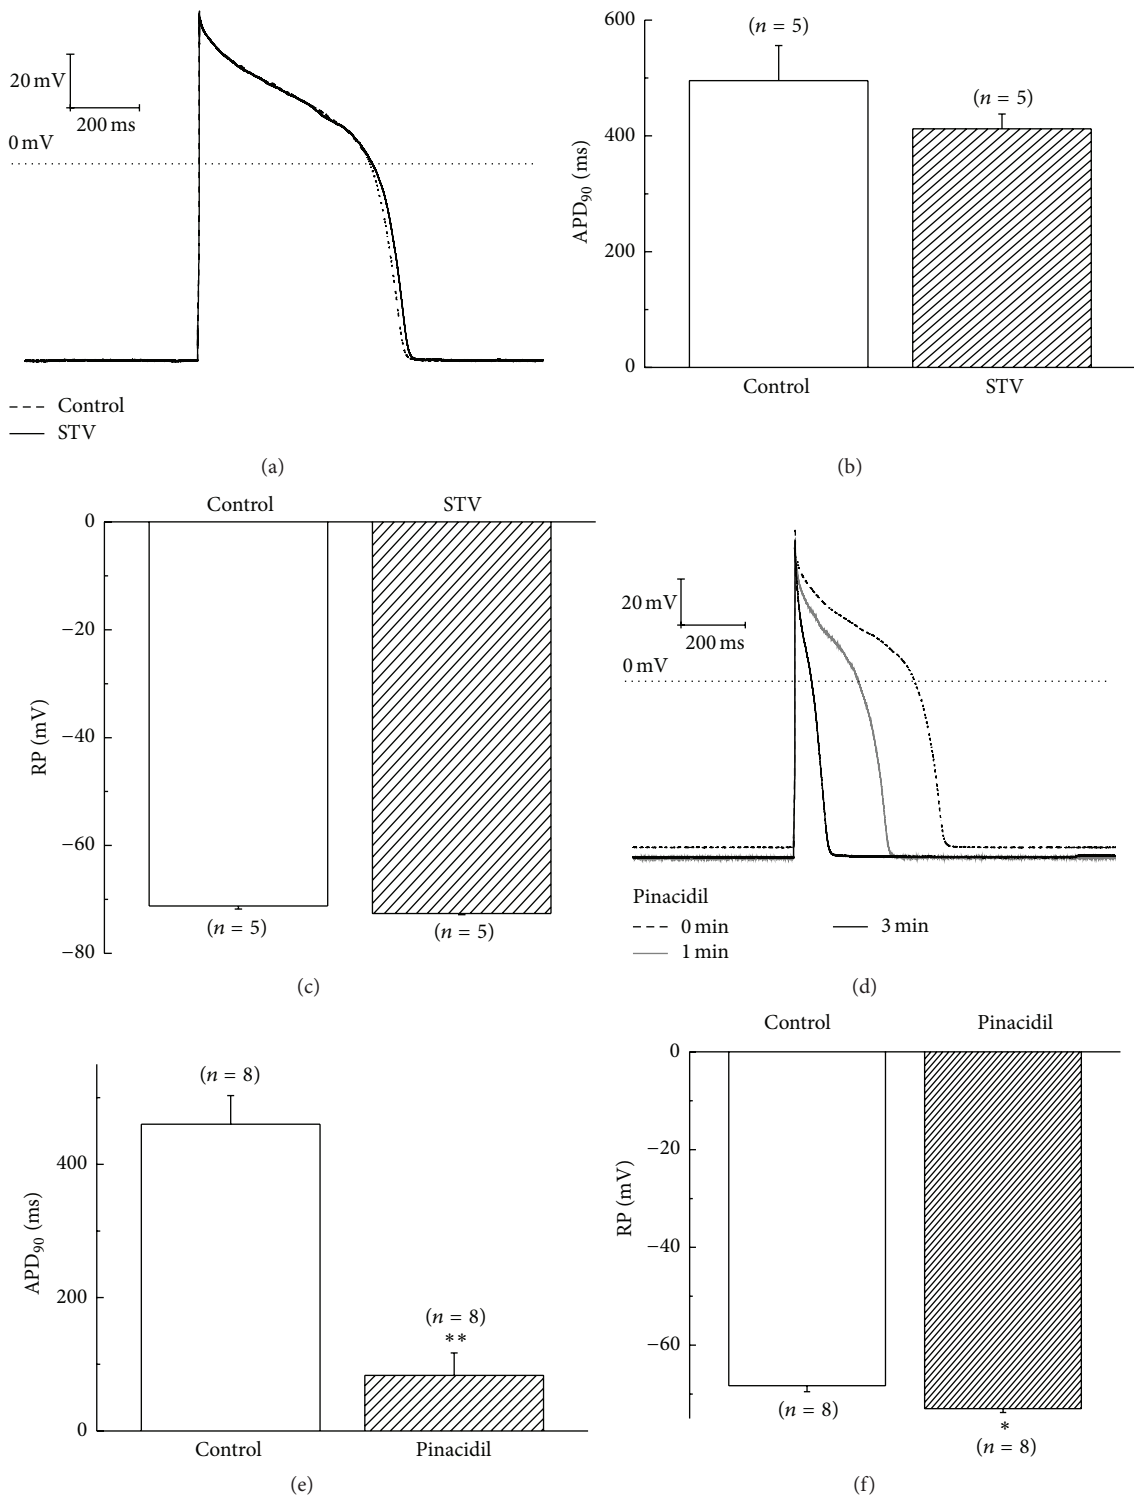 20 mV
200 ms
0 mV
Control
STV
(a)
(n = 5)
(n = 5)
600
400
200
0
APD90 (ms)
Control
STV
(b)
Control
STV
0
−20
−40
−60
−80
RP (mV)
(n = 5)
(n = 5)
(c)
20 mV
200 ms
0 mV
Pinacidil
0 min
3 min
1 min
(d)
(n = 8)
400
200
0
APD90 (ms)
(n = 8)
**
Control
Pinacidil
(e)
Control
Pinacidil
0
−20
−40
−60
RP (mV)
(n = 8)
*
(n = 8)
(f)